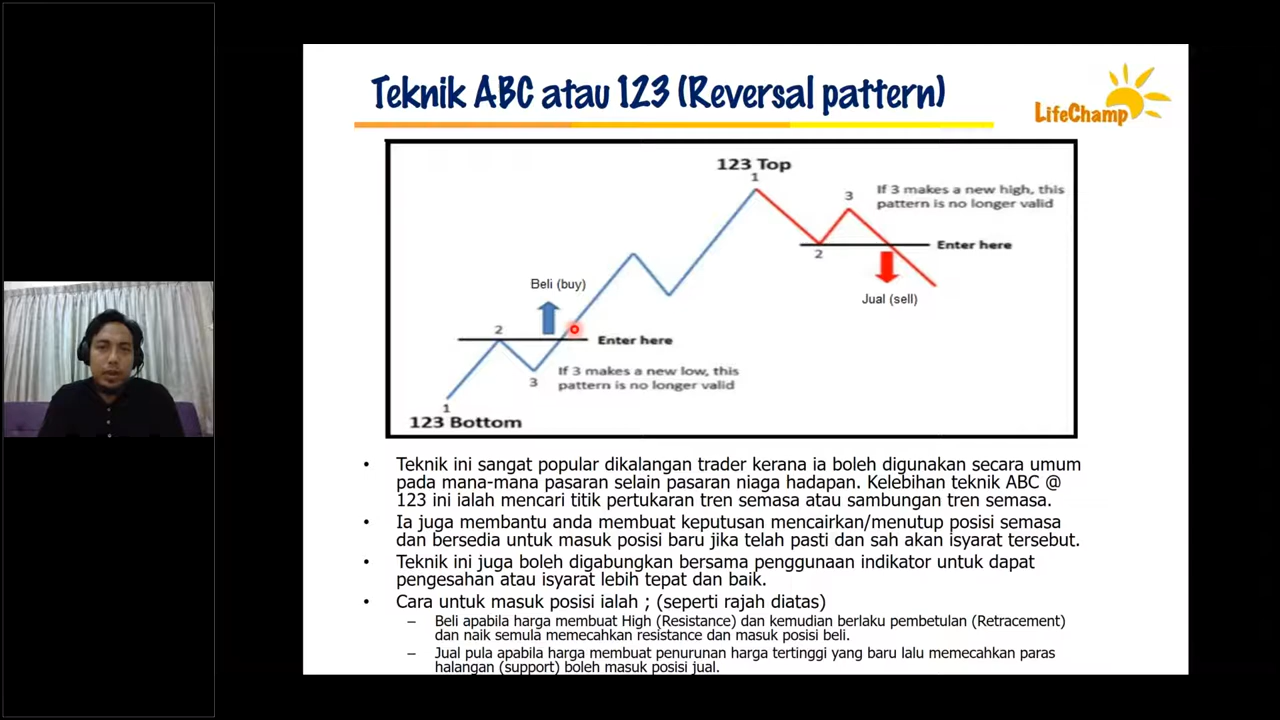 Teknik ABC atau 123 (Reversal pattern)
LifeChamp
123 Top
1
3
If 3 makes a new high, this
pattern is no longer valid
Enter here
2
Jual (sell)
Beli (buy)
2
Enter here
3
If 3 makes a new low, this
pattern is no longer valid
1
123 Bottom
• Teknik ini sangat popular dikalangan trader kerana ia boleh digunakan secara umum
pada mana-mana pasaran selain pasaran niaga hadapan. Kelebihan teknik ABC @
123 ini ialah mencari titik pertukaran tren semasa atau sambungan tren semasa.
• Ia juga membantu anda membuat keputusan mencairkan/menutup posisi semasa
dan bersedia untuk masuk posisi baru jika telah pasti dan sah akan isyarat tersebut.
• Teknik ini juga boleh digabungkan bersama penggunaan indikator untuk dapat
pengesahan atau isyarat lebih tepat dan baik.
• Cara untuk masuk posisi ialah ; (seperti rajah diatas)
– Beli apabila harga membuat High (Resistance) dan kemudian berlaku pembetulan (Retracement)
dan naik semula memecahkan resistance dan masuk posisi beli.
– Jual pula apabila harga membuat penurunan harga tertinggi yang baru lalu memecahkan paras
halangan (support) boleh masuk posisi jual.